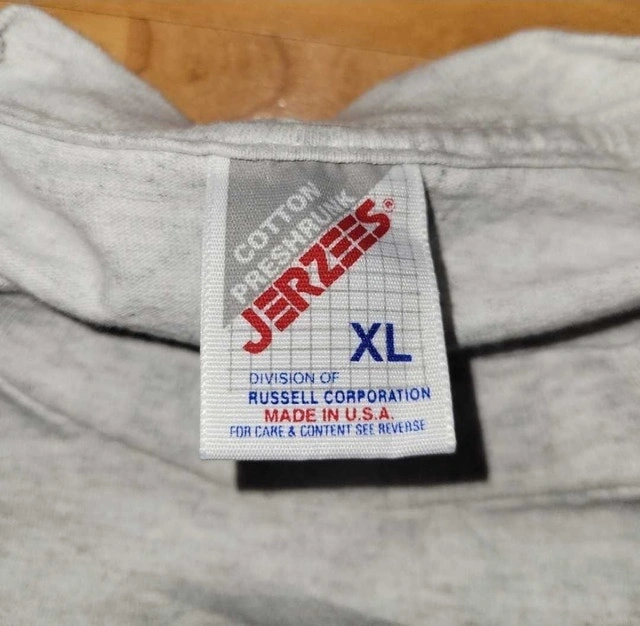 COTTON
PRESHRUNK
JERZEES®
XL
DIVISION OF
RUSSELL CORPORATION
MADE IN U.S.A.
FOR CARE & CONTENT SEE REVERSE